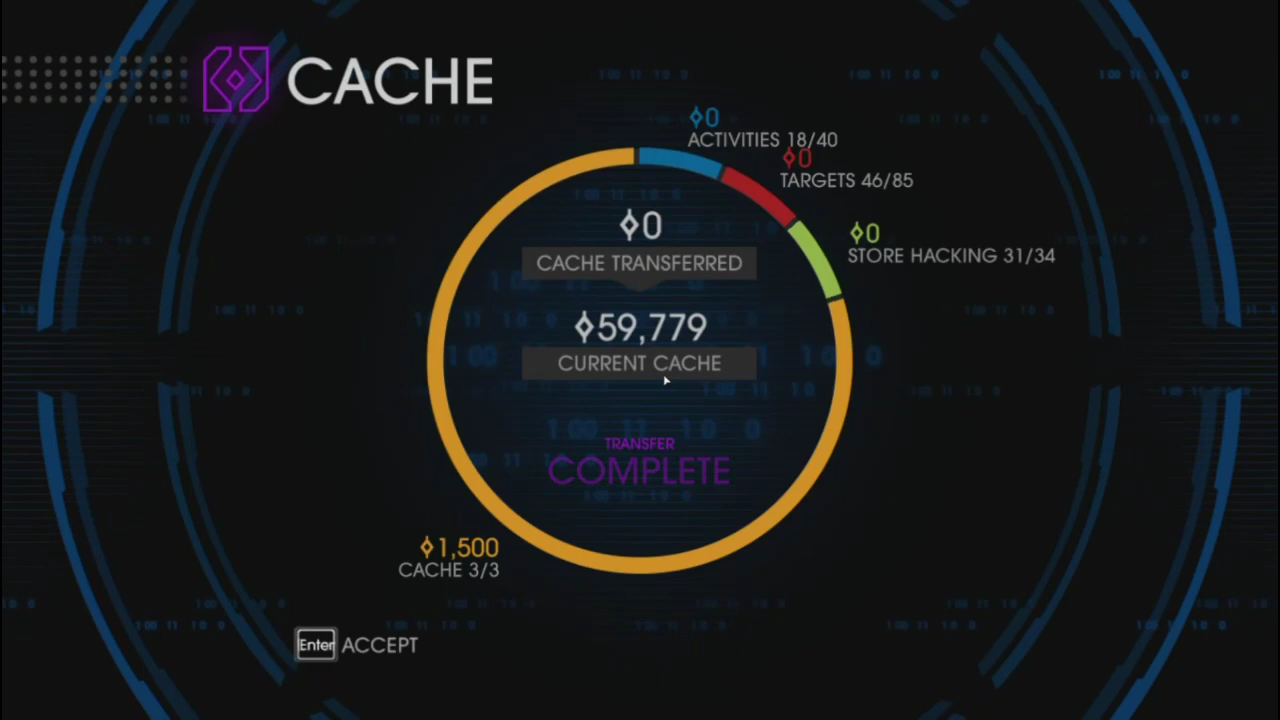 CACHE
0
ACTIVITIES 18/40
0
TARGETS 46/85
0
CACHE TRANSFERRED
0
STORE HACKING 31/34
59,779
CURRENT CACHE
TRANSFER
COMPLETE
1,500
CACHE 3/3
Enter ACCEPT